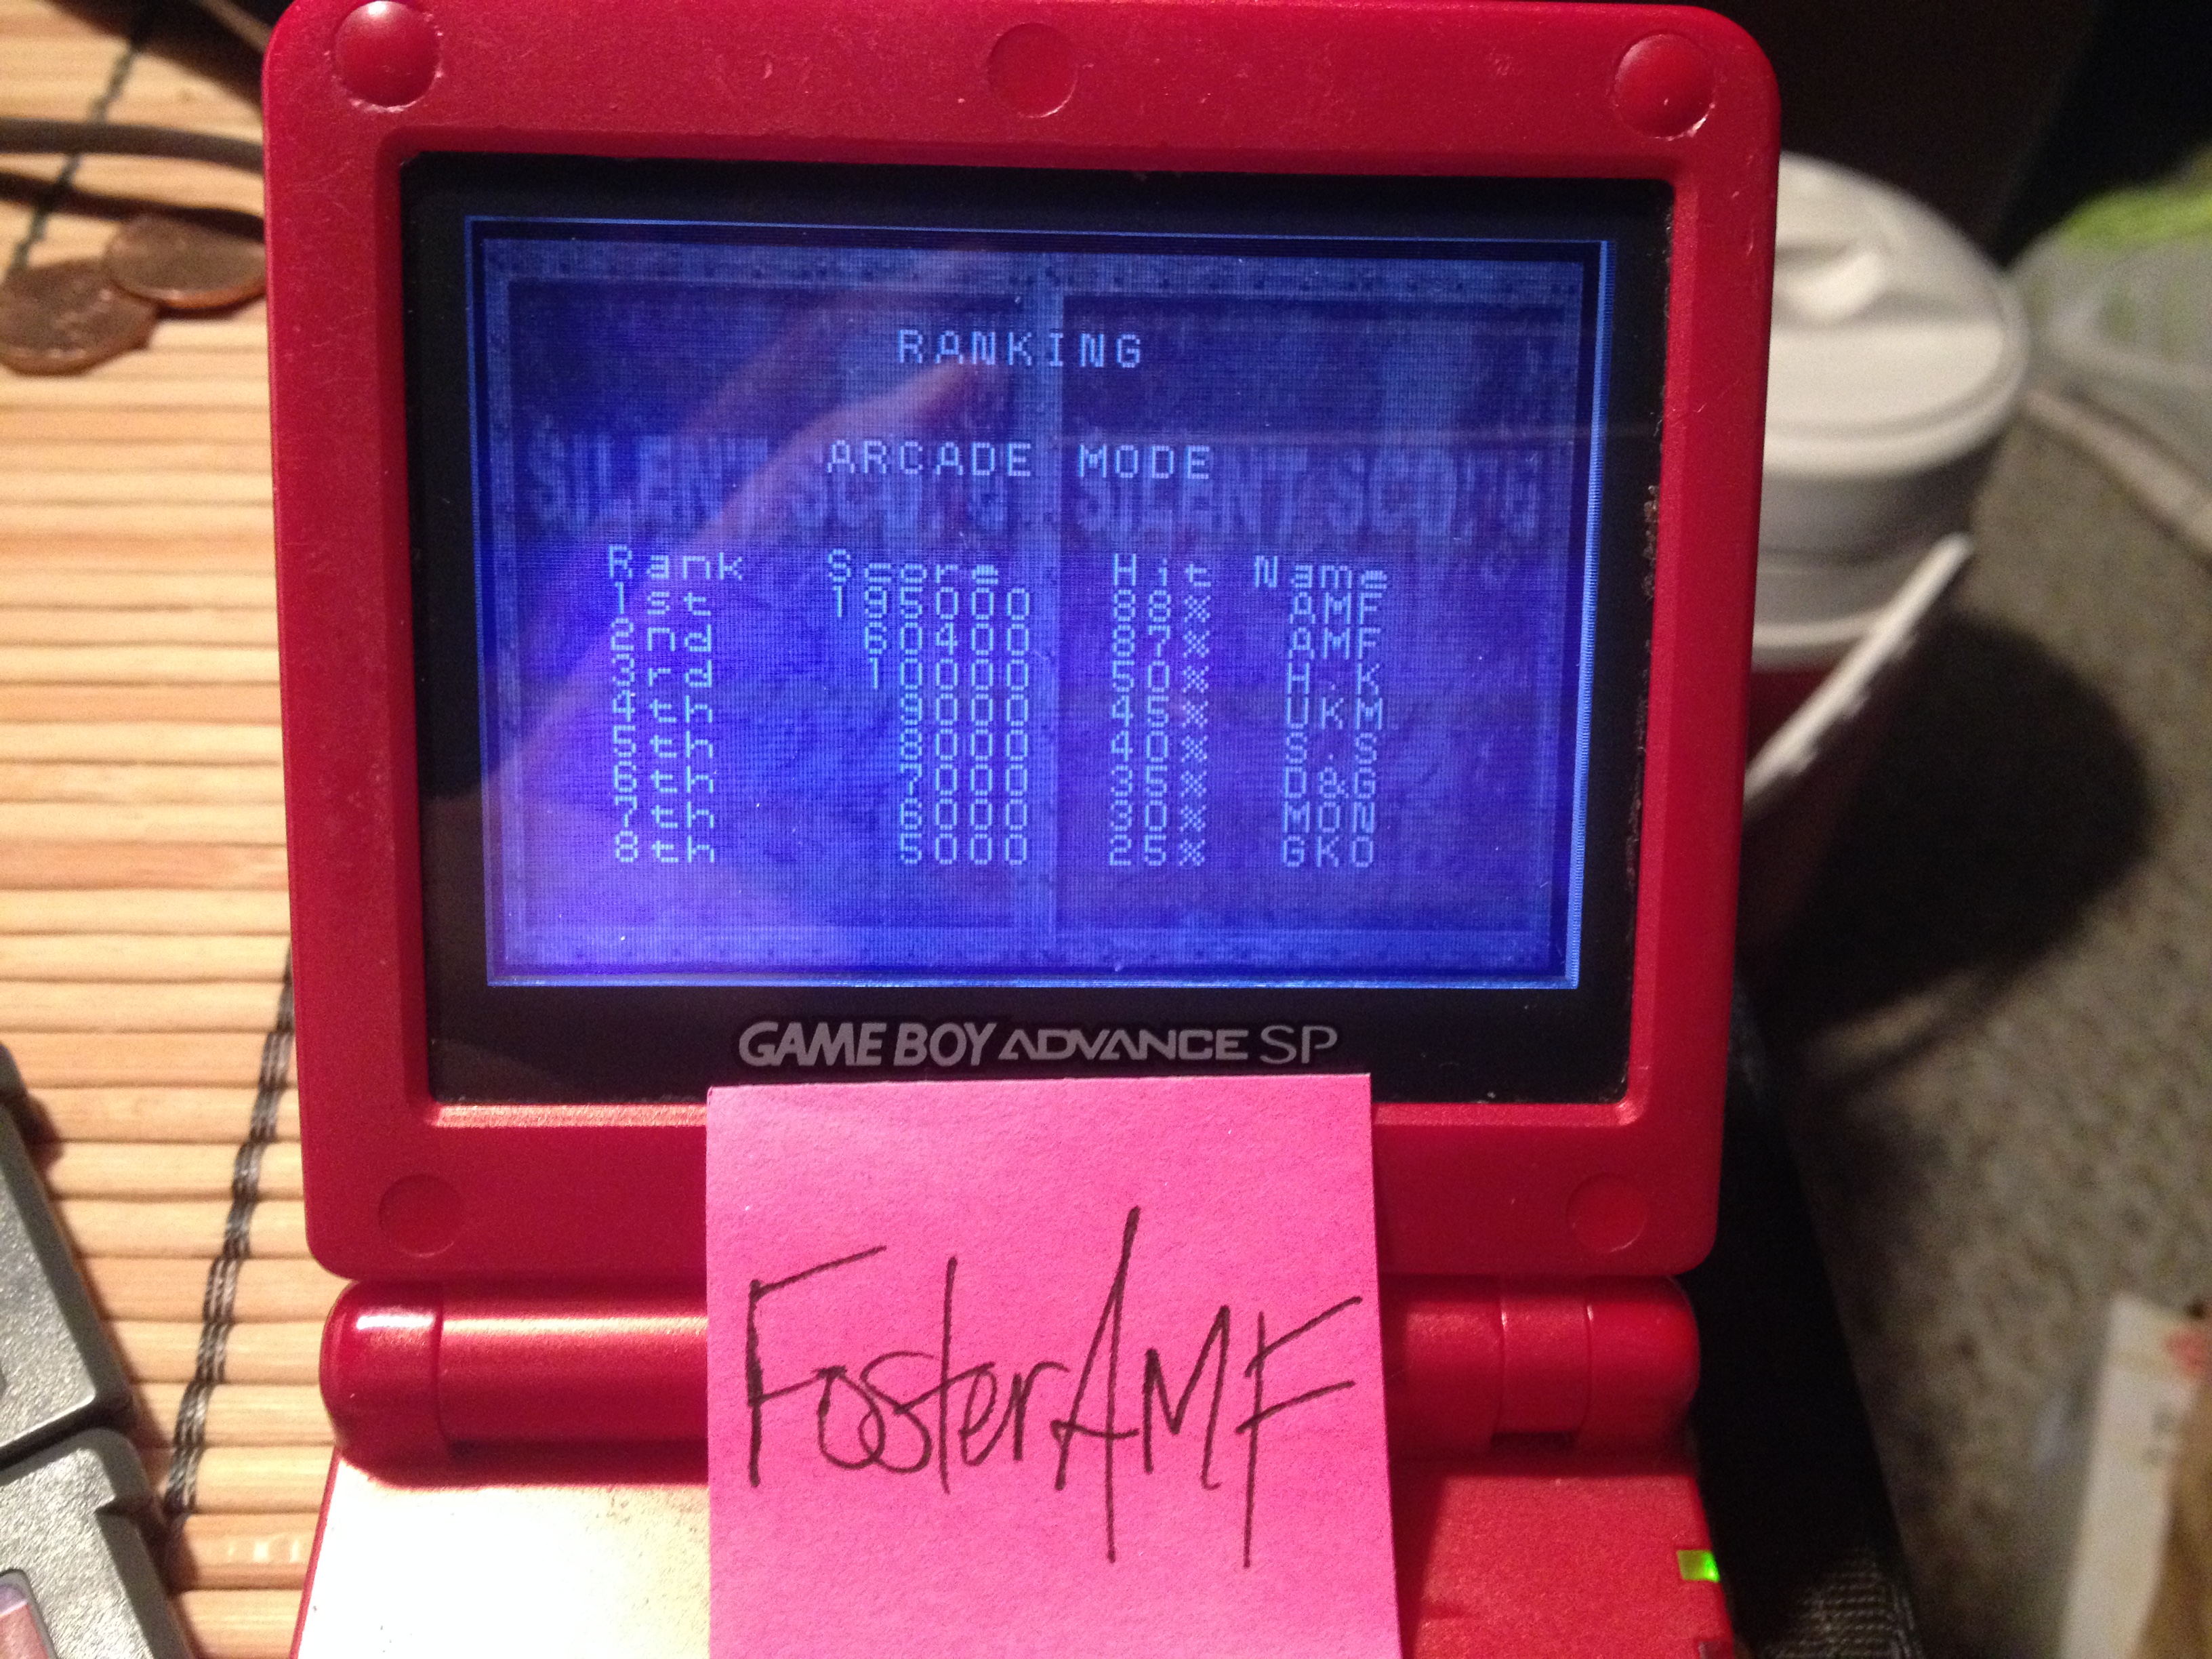 RANKING
ARCADE MODE
SILENT SILENT
Rank Score Hit Name
1st 195000 88% AMF
2nd 60400 87% AMF
3rd 10000 50% H.K
4th 9000 45% UKM
5th 8000 40% S.S
6th 7000 35% D&G
7th 6000 30% MON
8th 5000 25% GKO
GAME BOY ADVANCE SP
FosterAMF